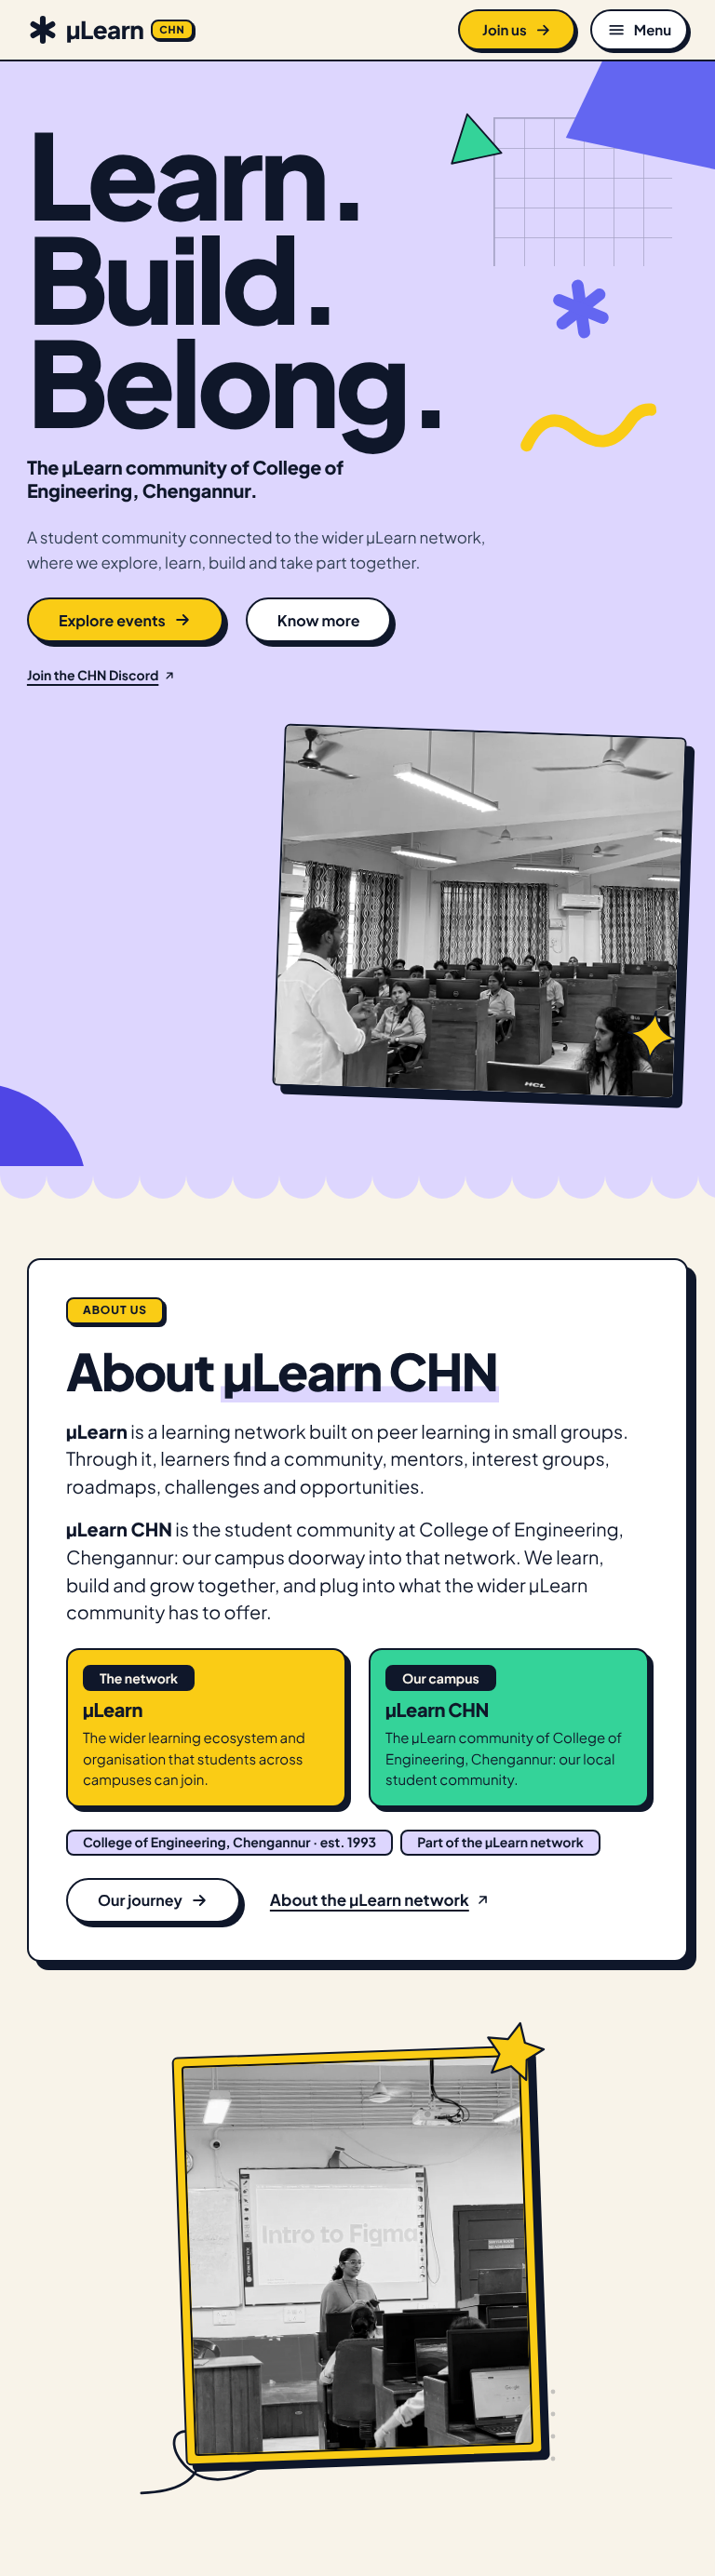 µLearn CHN
Join us
Menu
Learn.
Build.
Belong.
The µLearn community of College of
Engineering, Chengannur.
A student community connected to the wider µLearn network,
where we explore, learn, build and take part together.
Explore events
Know more
Join the CHN Discord
HCL
ABOUT US
About µLearn CHN
µLearn is a learning network built on peer learning in small groups.
Through it, learners find a community, mentors, interest groups,
roadmaps, challenges and opportunities.
µLearn CHN is the student community at College of Engineering,
Chengannur: our campus doorway into that network. We learn,
build and grow together, and plug into what the wider µLearn
community has to offer.
The network
µLearn
The wider learning ecosystem and
organisation that students across
campuses can join.
Our campus
µLearn CHN
The µLearn community of College of
Engineering, Chengannur: our local
student community.
College of Engineering, Chengannur · est. 1993
Part of the µLearn network
Our journey
About the µLearn network
Intro to Figma